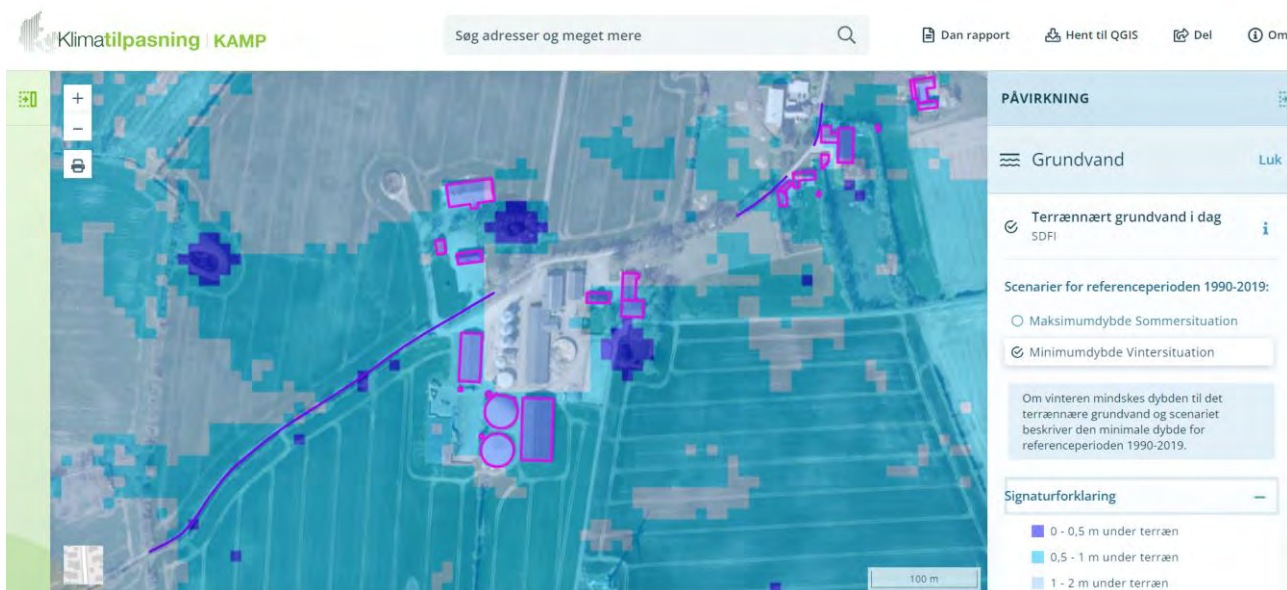 Klimatilpasning | KAMP
Søg adresser og meget mere
Dan rapport
Hent til QGIS
Del
Om
PÅVIRKNING
Grundvand
Luk
Terrænnært grundvand i dag
SDFI
Scenarier for referenceperioden 1990-2019:
Maksimumdybde Sommersituation
Minimumdybde Vintersituation
Om vinteren mindskes dybden til det
terrænnære grundvand og scenariet
beskriver den minimale dybde for
referenceperioden 1990-2019.
Signaturforklaring
0 - 0,5 m under terræn
0,5 - 1 m under terræn
1 - 2 m under terræn
100 m